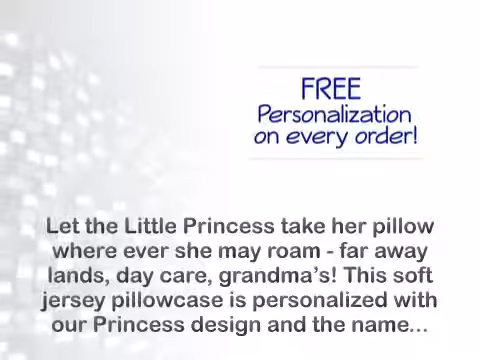 FREE
Personalization
on every order!
Let the Little Princess take her pillow
where ever she may roam - far away
lands, day care, grandma's! This soft
jersey pillowcase is personalized with
our Princess design and the name...